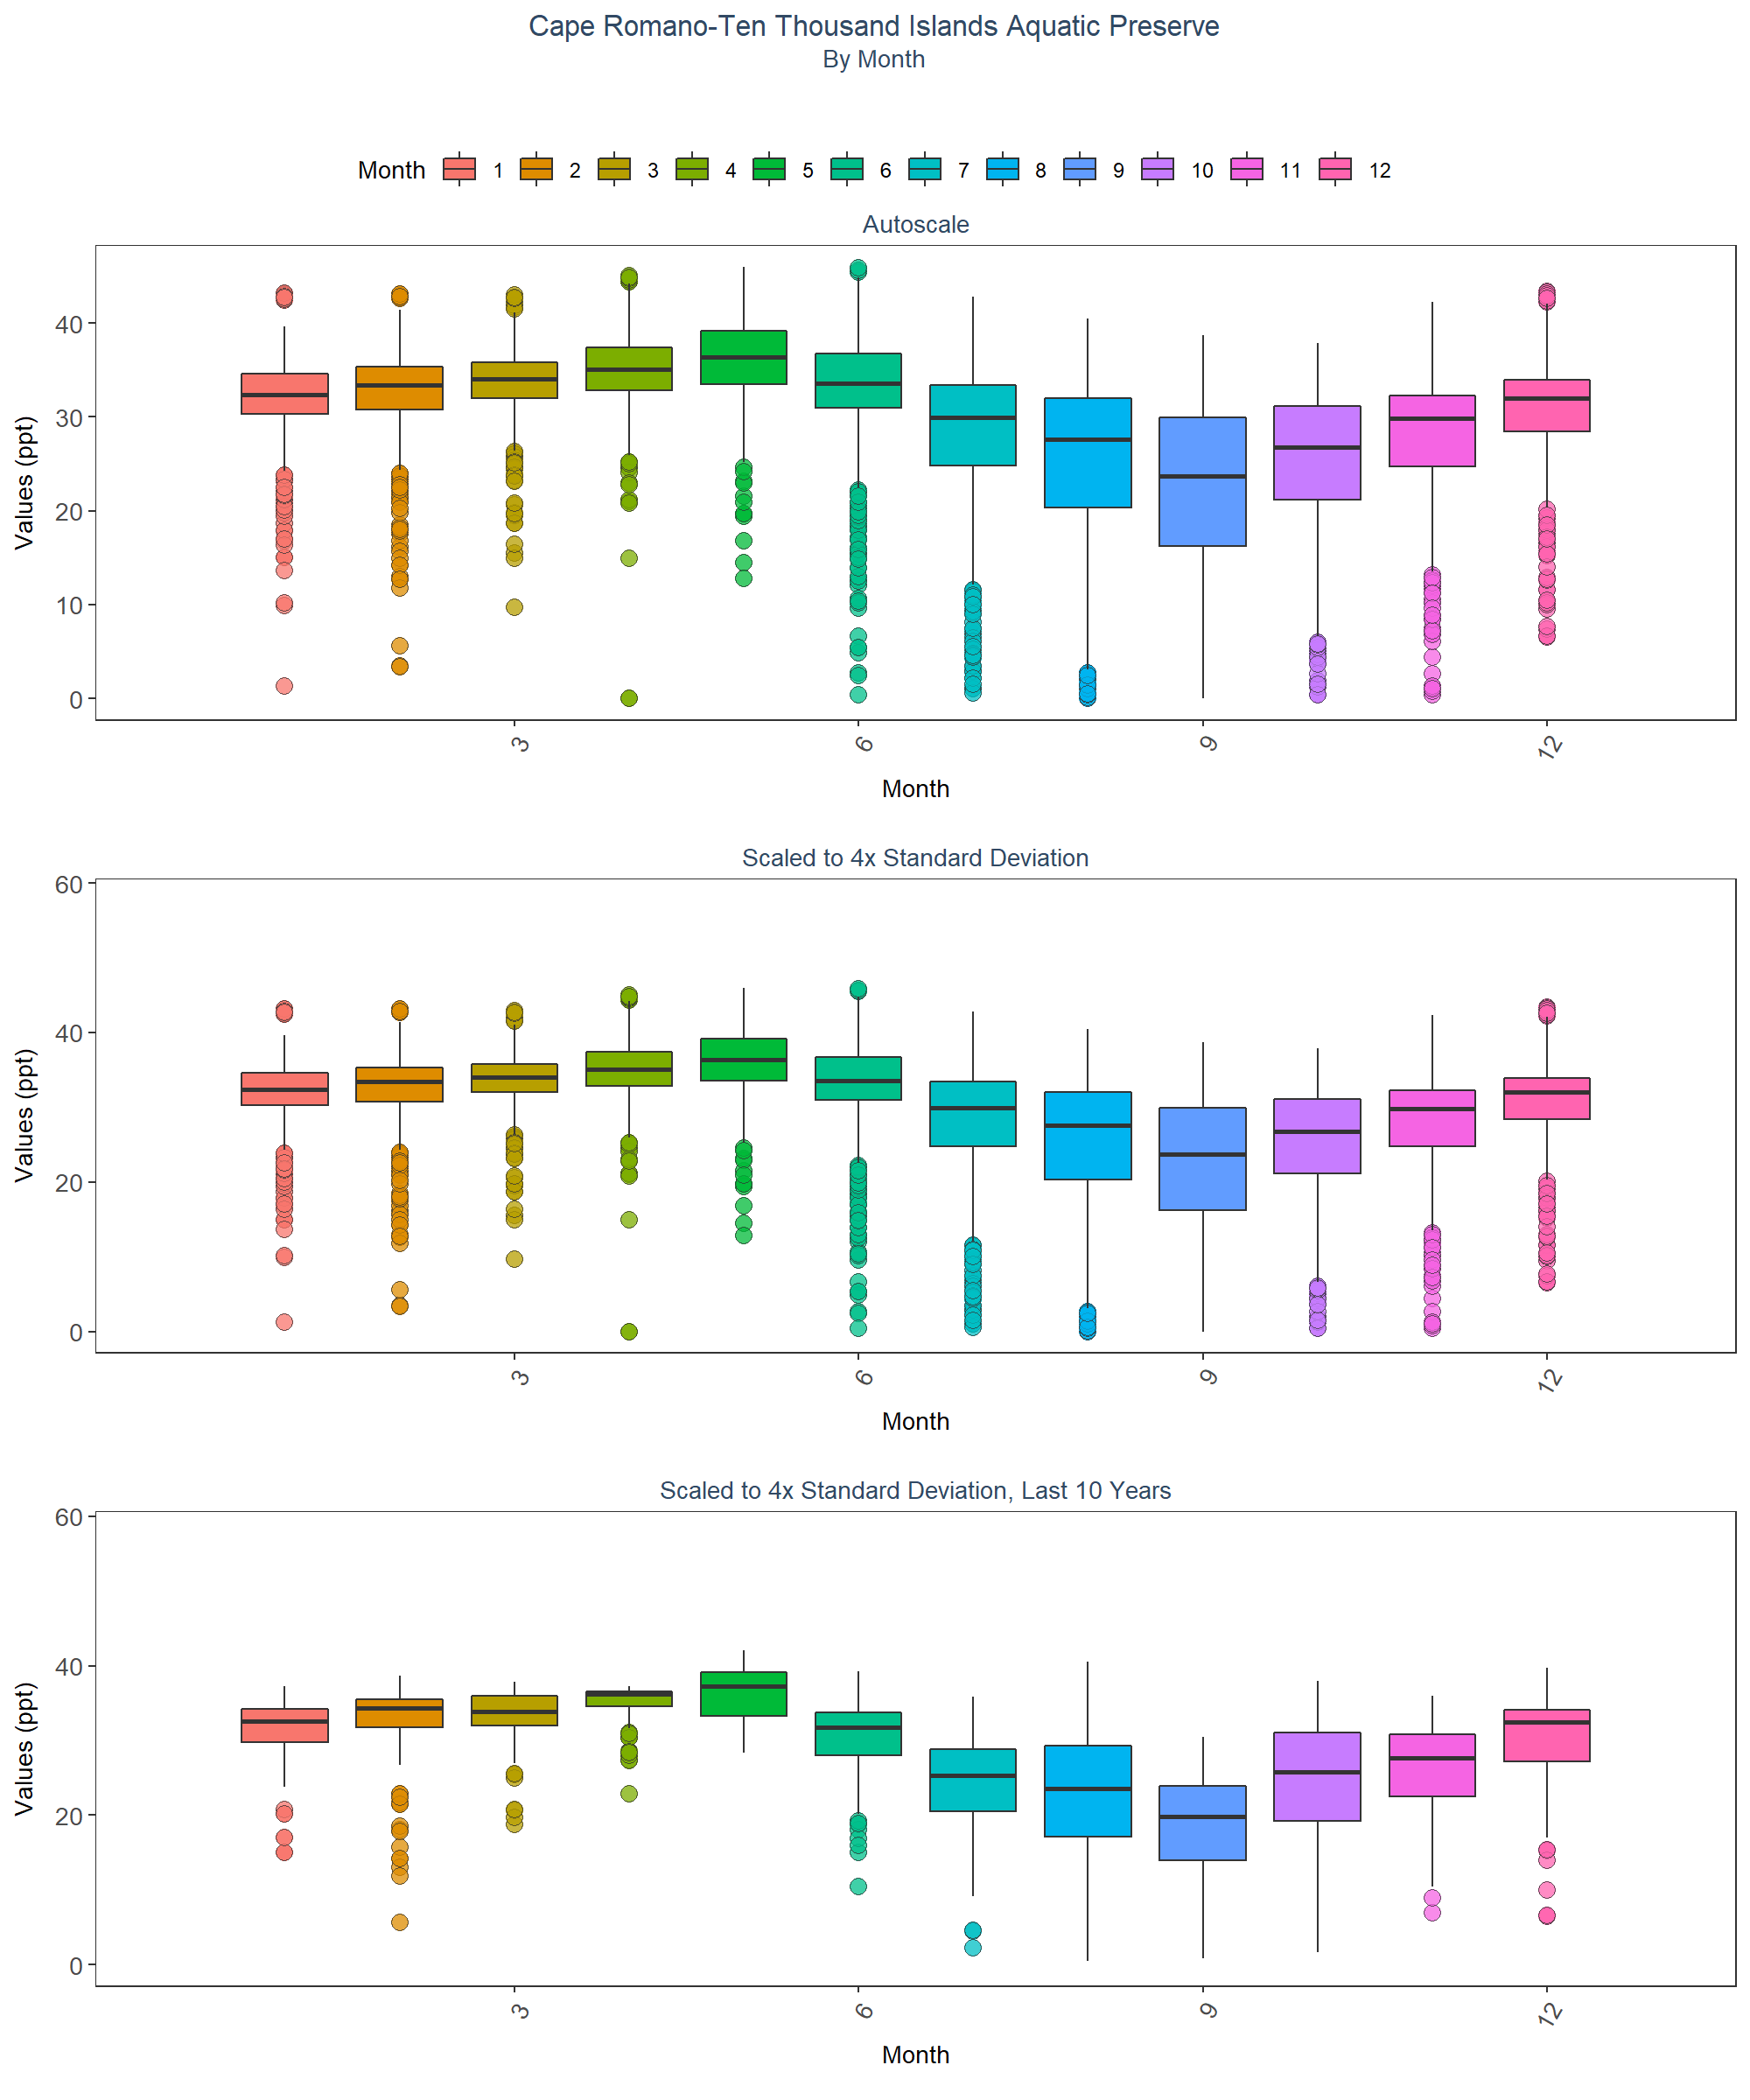 Cape Romano-Ten Thousand Islands Aquatic Preserve
By Month
Month 1 2 3 4 5 6 7 8 9 10 11 12
Autoscale
Values (ppt)
40
30
20
10
0
3 6 9 12
Month
Scaled to 4x Standard Deviation
Values (ppt)
60
40
20
0
3 6 9 12
Month
Scaled to 4x Standard Deviation, Last 10 Years
Values (ppt)
60
40
20
0
3 6 9 12
Month